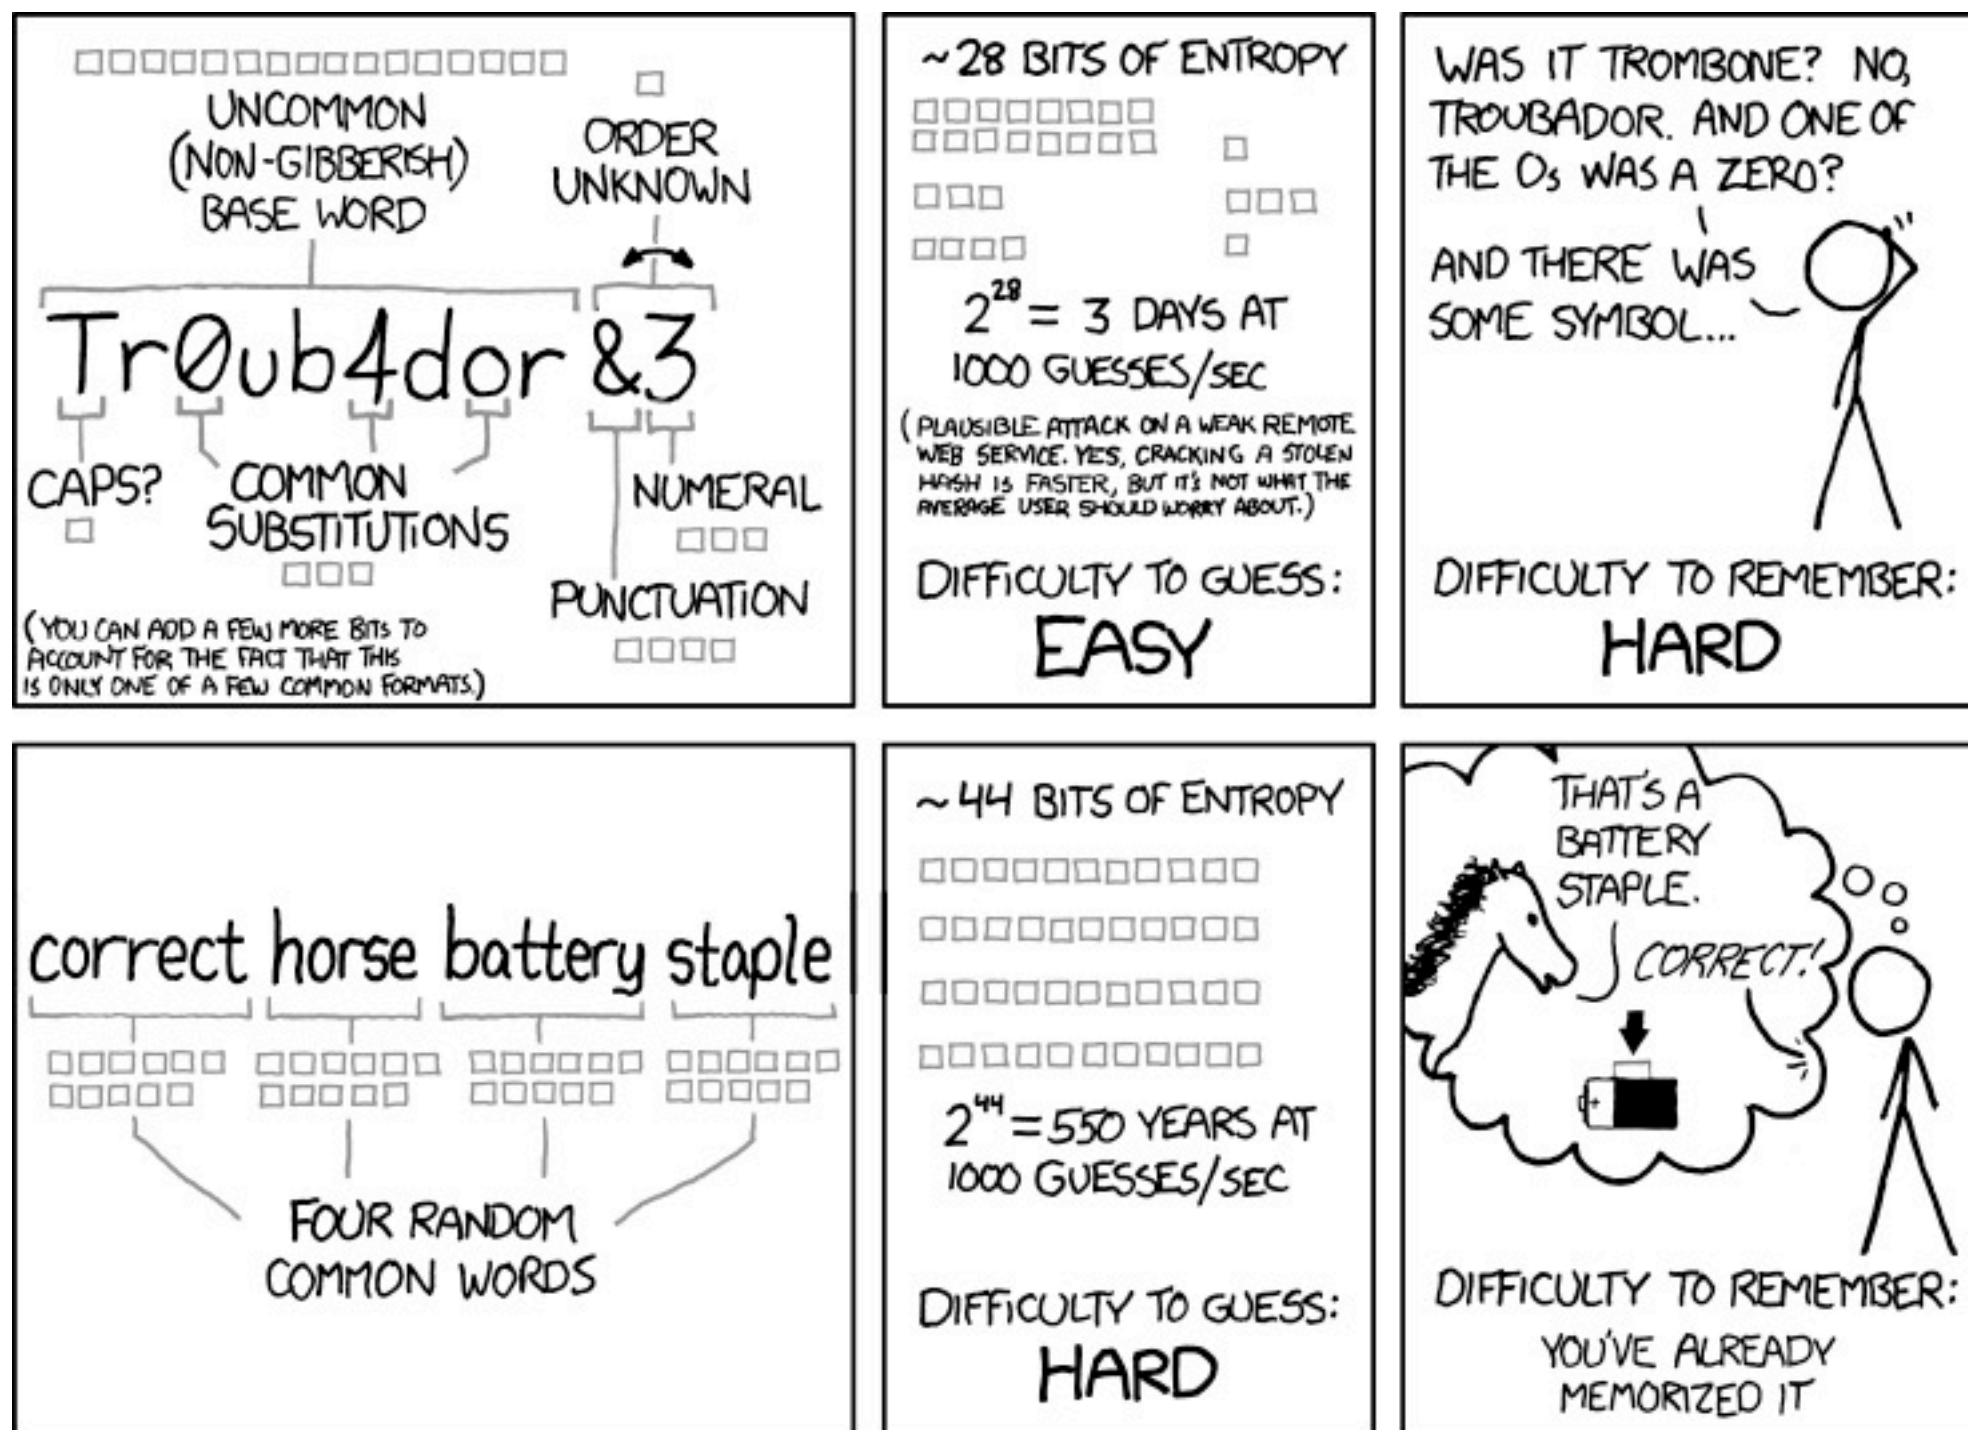 UNCOMMON
(NON-GIBBERISH)
BASE WORD
ORDER
UNKNOWN
Tr0ub4dor &3
CAPS?
COMMON
SUBSTITUTIONS
NUMERAL
PUNCTUATION
(YOU CAN ADD A FEW MORE BITS TO
ACCOUNT FOR THE FACT THAT THIS
IS ONLY ONE OF A FEW COMMON FORMATS.)
~28 BITS OF ENTROPY
2^28 = 3 DAYS AT
1000 GUESSES/SEC
(PLAUSIBLE ATTACK ON A WEAK REMOTE
WEB SERVICE. YES, CRACKING A STOLEN
HASH IS FASTER, BUT IT'S NOT WHAT THE
AVERAGE USER SHOULD WORRY ABOUT.)
DIFFICULTY TO GUESS:
EASY
WAS IT TROMBONE? NO,
TROUBADOR. AND ONE OF
THE Os WAS A ZERO?
AND THERE WAS
SOME SYMBOL...
DIFFICULTY TO REMEMBER:
HARD
correct horse battery staple
FOUR RANDOM
COMMON WORDS
~44 BITS OF ENTROPY
2^44 = 550 YEARS AT
1000 GUESSES/SEC
DIFFICULTY TO GUESS:
HARD
THAT'S A
BATTERY
STAPLE.
CORRECT!
+
DIFFICULTY TO REMEMBER:
YOU'VE ALREADY
MEMORIZED IT